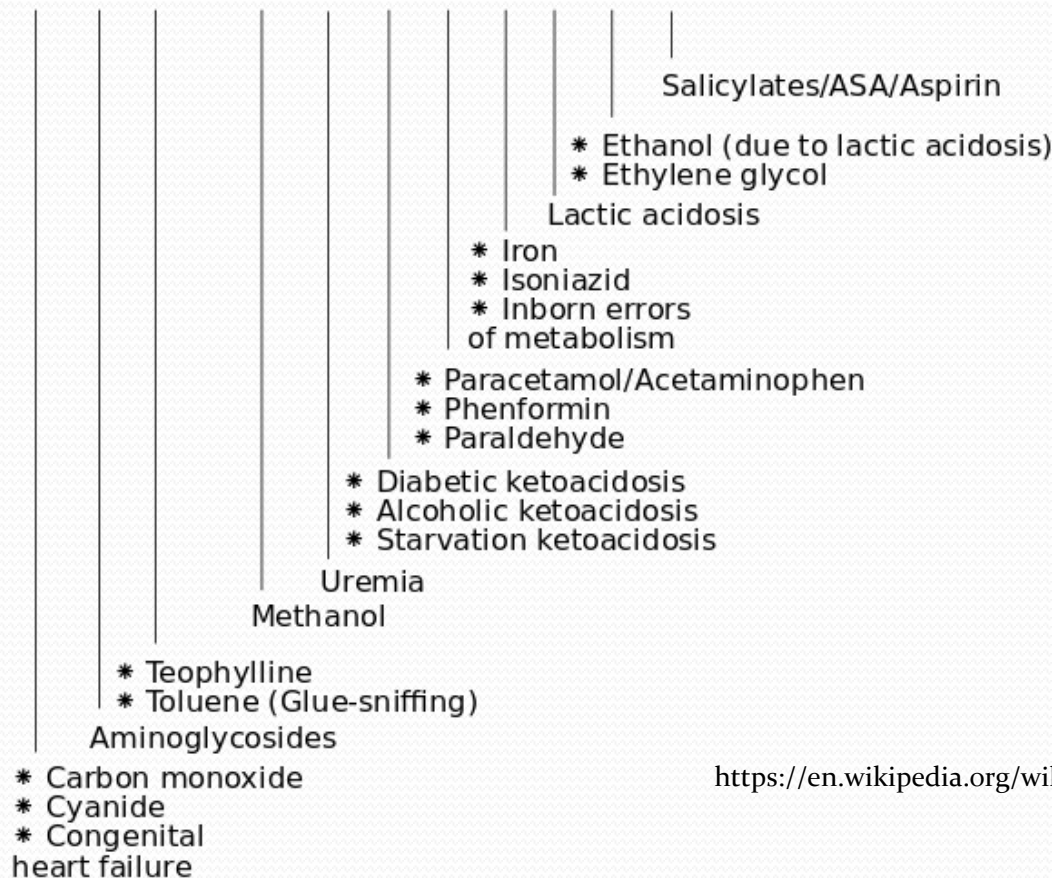 Salicylates/ASA/Aspirin
* Ethanol (due to lactic acidosis)
* Ethylene glycol
Lactic acidosis
* Iron
* Isoniazid
* Inborn errors
of metabolism
* Paracetamol/Acetaminophen
* Phenformin
* Paraldehyde
* Diabetic ketoacidosis
* Alcoholic ketoacidosis
* Starvation ketoacidosis
Uremia
Methanol
* Teophylline
* Toluene (Glue-sniffing)
Aminoglycosides
* Carbon monoxide
* Cyanide
* Congenital
heart failure
https://en.wikipedia.org/wil